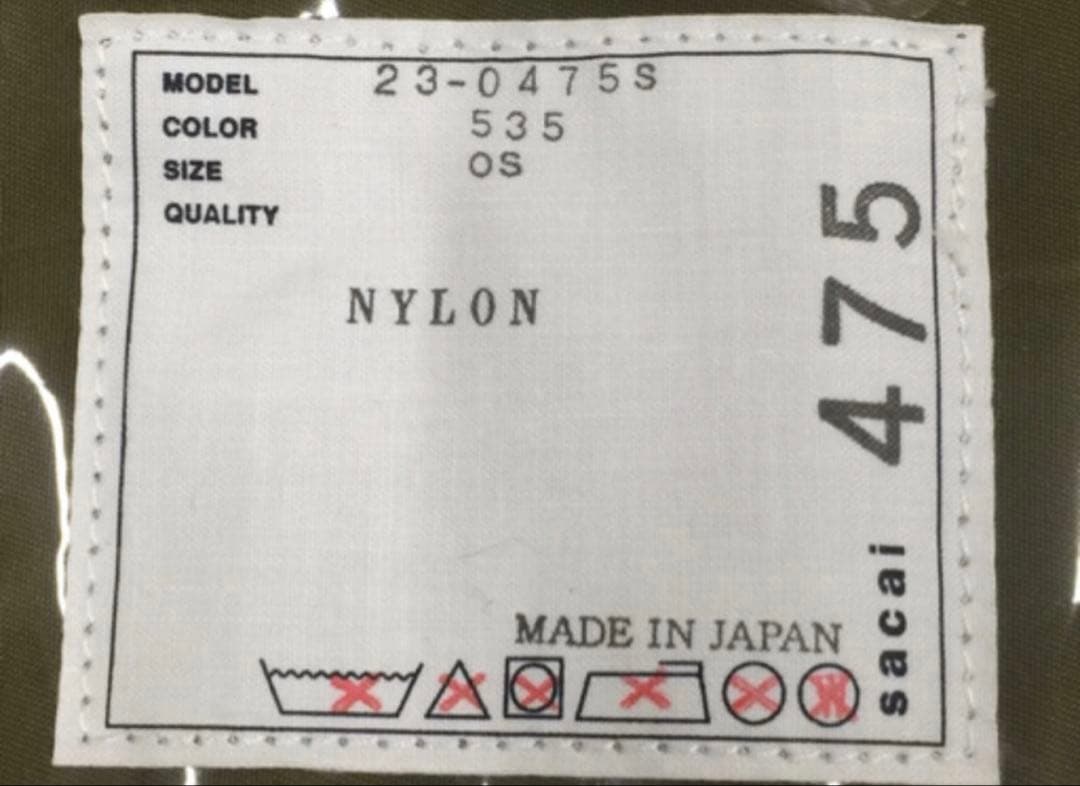 MODEL 23-0475S
COLOR 535
SIZE OS
QUALITY
NYLON
MADE IN JAPAN
sacai 475